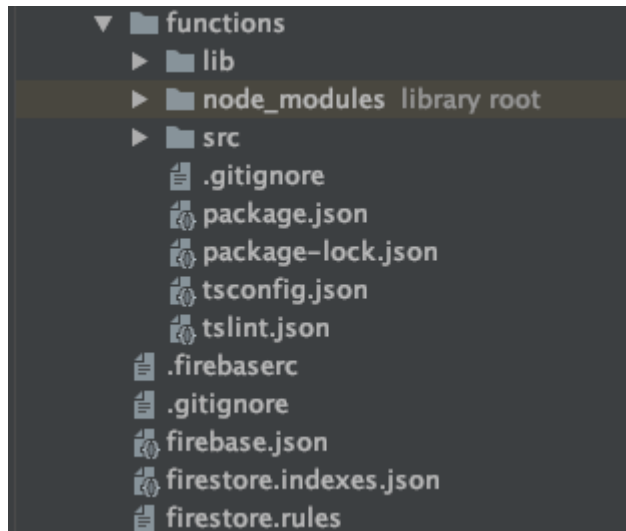 functions
lib
node_modules library root
src
.gitignore
package.json
package-lock.json
tsconfig.json
tslint.json
.firebaserc
.gitignore
firebase.json
firestore.indexes.json
firestore.rules